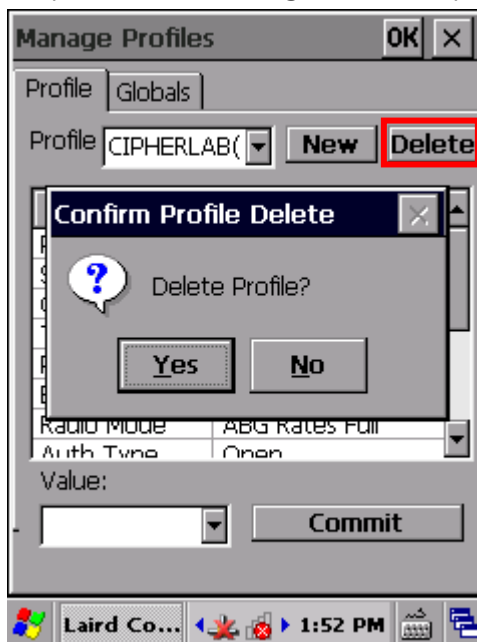 Manage Profiles OK ×
Profile Globals
Profile CIPHERLAB( New Delete
Confirm Profile Delete
? Delete Profile?
Yes No
Radio Mode ABG Rates Full
Auth Type Open
Value:
Commit
Laird Co... 1:52 PM